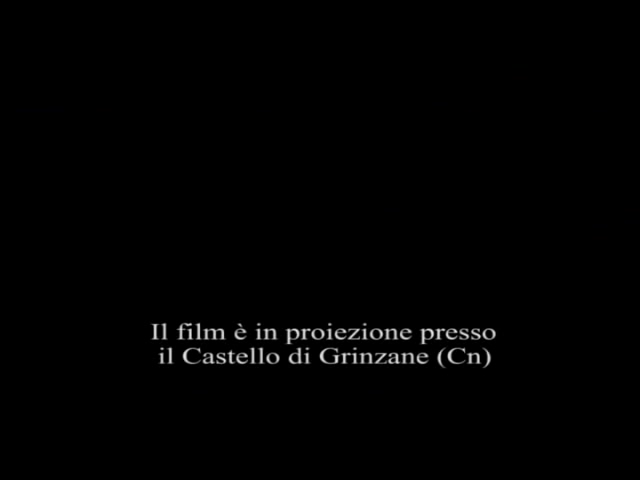 Il film è in proiezione presso
il Castello di Grinzane (Cn)